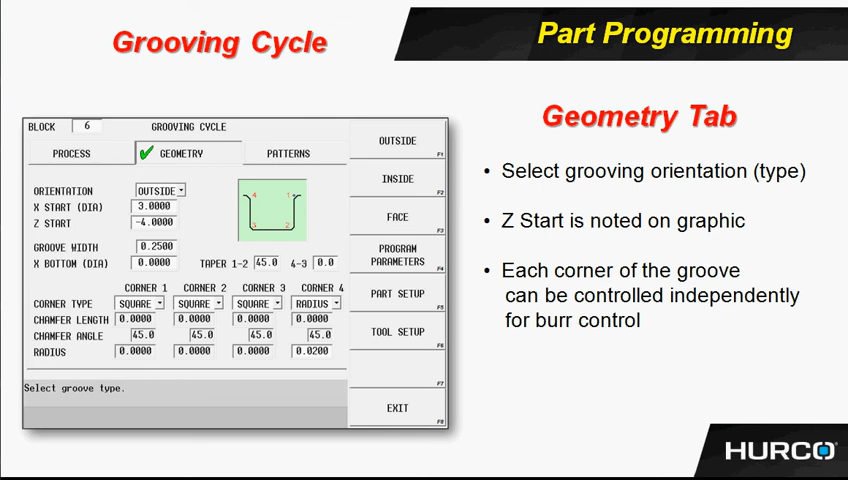 Grooving Cycle
Part Programming
Geometry Tab
BLOCK 6 GROOVING CYCLE
PROCESS GEOMETRY PATTERNS
ORIENTATION OUTSIDE
X START (DIA) 3.0000
Z START -4.0000
4 1
3 2
GROOVE WIDTH 0.2500
X BOTTOM (DIA) 0.0000 TAPER 1-2 45.0 4-3 0.0
CORNER 1 CORNER 2 CORNER 3 CORNER 4
CORNER TYPE SQUARE SQUARE SQUARE RADIUS
CHAMFER LENGTH 0.0000 0.0000 0.0000 0.0000
CHAMFER ANGLE 45.0 45.0 45.0 45.0
RADIUS 0.0000 0.0000 0.0000 0.0200
Select groove type.
OUTSIDE F1
INSIDE F2
FACE F3
PROGRAM
PARAMETERS F4
PART SETUP F5
TOOL SETUP F6
F7
EXIT F8
• Select grooving orientation (type)
• Z Start is noted on graphic
• Each corner of the groove
can be controlled independently
for burr control
HURCO